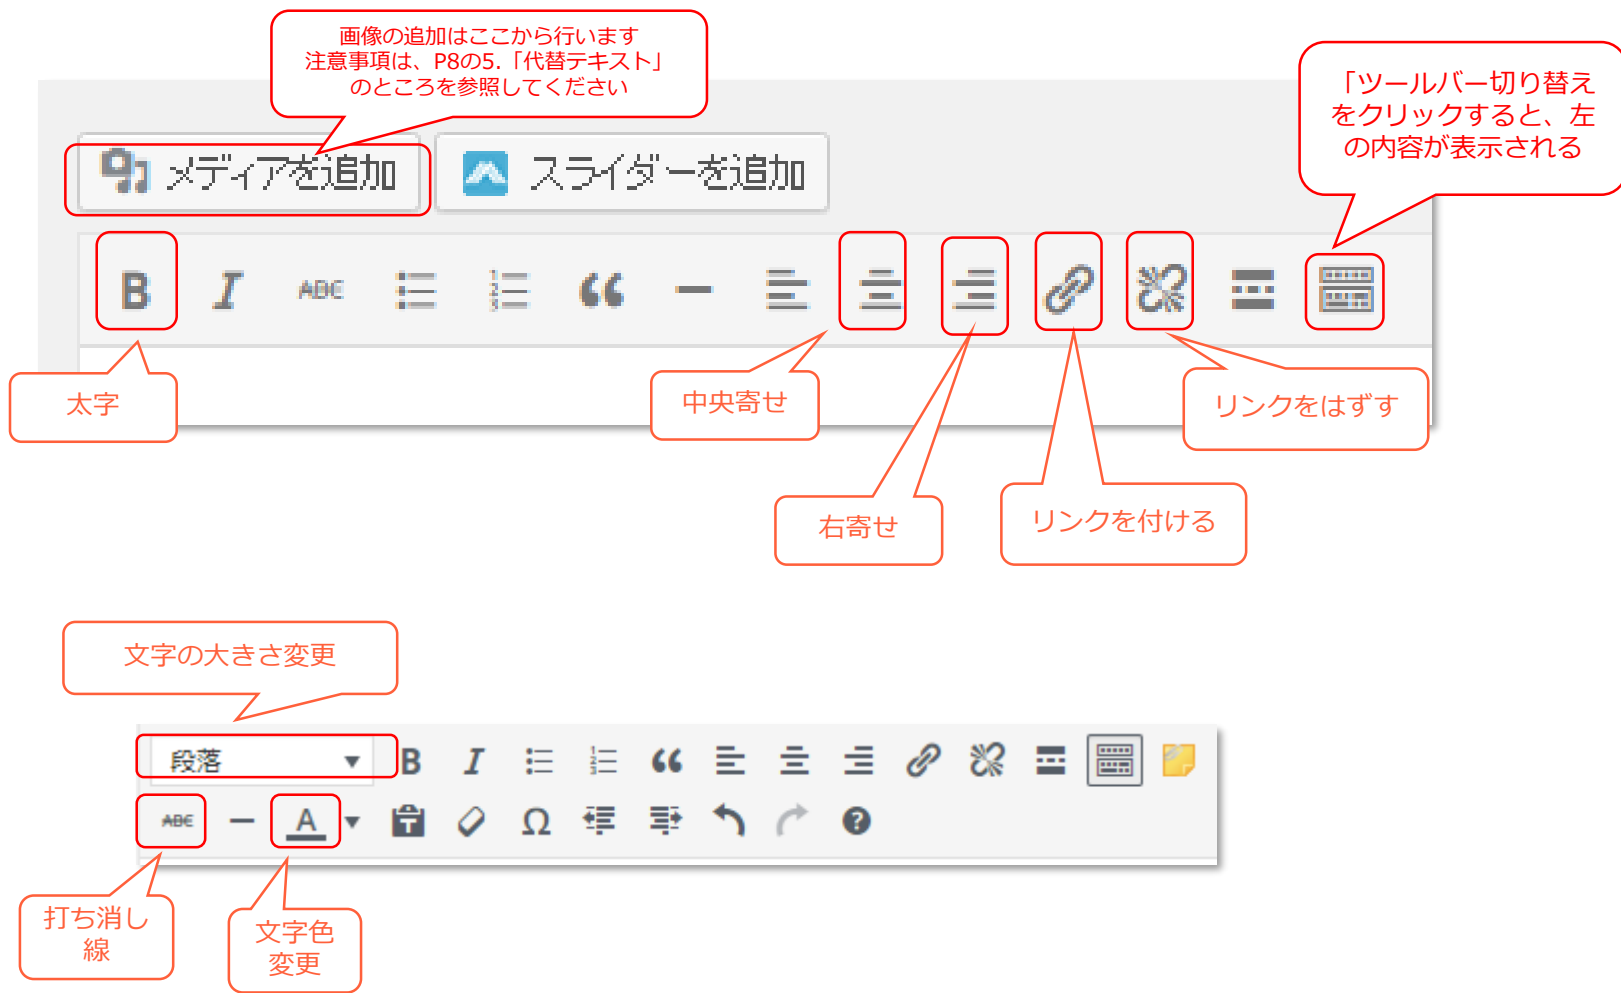 画像の追加はここから行います
注意事項は、P8の5.「代替テキスト」
のところを参照してください
「ツールバー切り替え
をクリックすると、左
の内容が表示される
メディアを追加
スライダーを追加
B I ABC
太字
中央寄せ
リンクをはずす
右寄せ
リンクを付ける
文字の大きさ変更
段落
B I
ABC A T Ω ?
打ち消し
線
文字色
変更